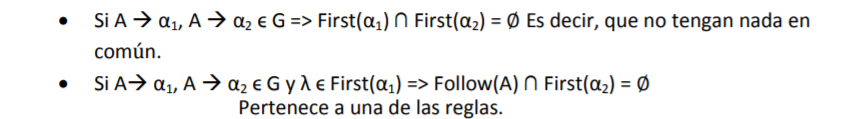 • Si A → α₁, A → α₂ ϵ G => First(α₁) ∩ First(α₂) = Ø Es decir, que no tengan nada en
común.
• Si A→ α₁, A → α₂ ϵ G y λ ϵ First(α₁) => Follow(A) ∩ First(α₂) = Ø
Pertenece a una de las reglas.